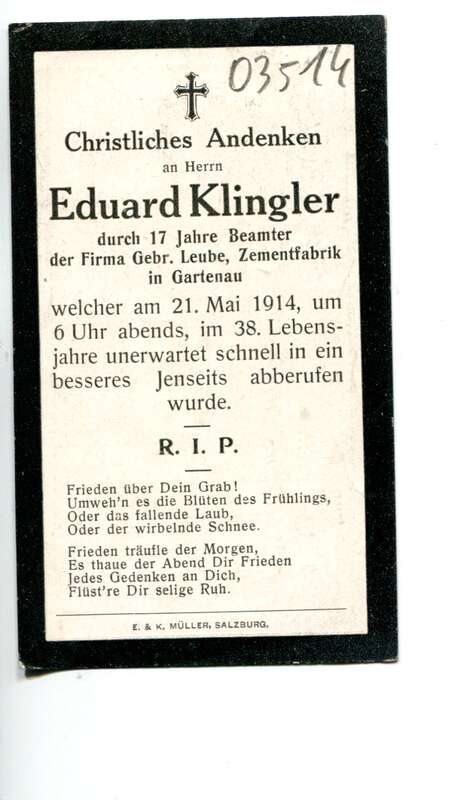 03514
Christliches Andenken
an Herrn
Eduard Klingler
durch 17 Jahre Beamter
der Firma Gebr. Leube, Zementfabrik
in Gartenau
welcher am 21. Mai 1914, um
6 Uhr abends, im 38. Lebens-
jahre unerwartet schnell in ein
besseres Jenseits abberufen
wurde.
R. I. P.
Frieden über Dein Grab!
Umweh'n es die Blüten des Frühlings,
Oder das fallende Laub,
Oder der wirbelnde Schnee.
Frieden träufle der Morgen,
Es thaue der Abend Dir Frieden
Jedes Gedenken an Dich,
Flüst're Dir selige Ruh.
E. & K. MÜLLER, SALZBURG.